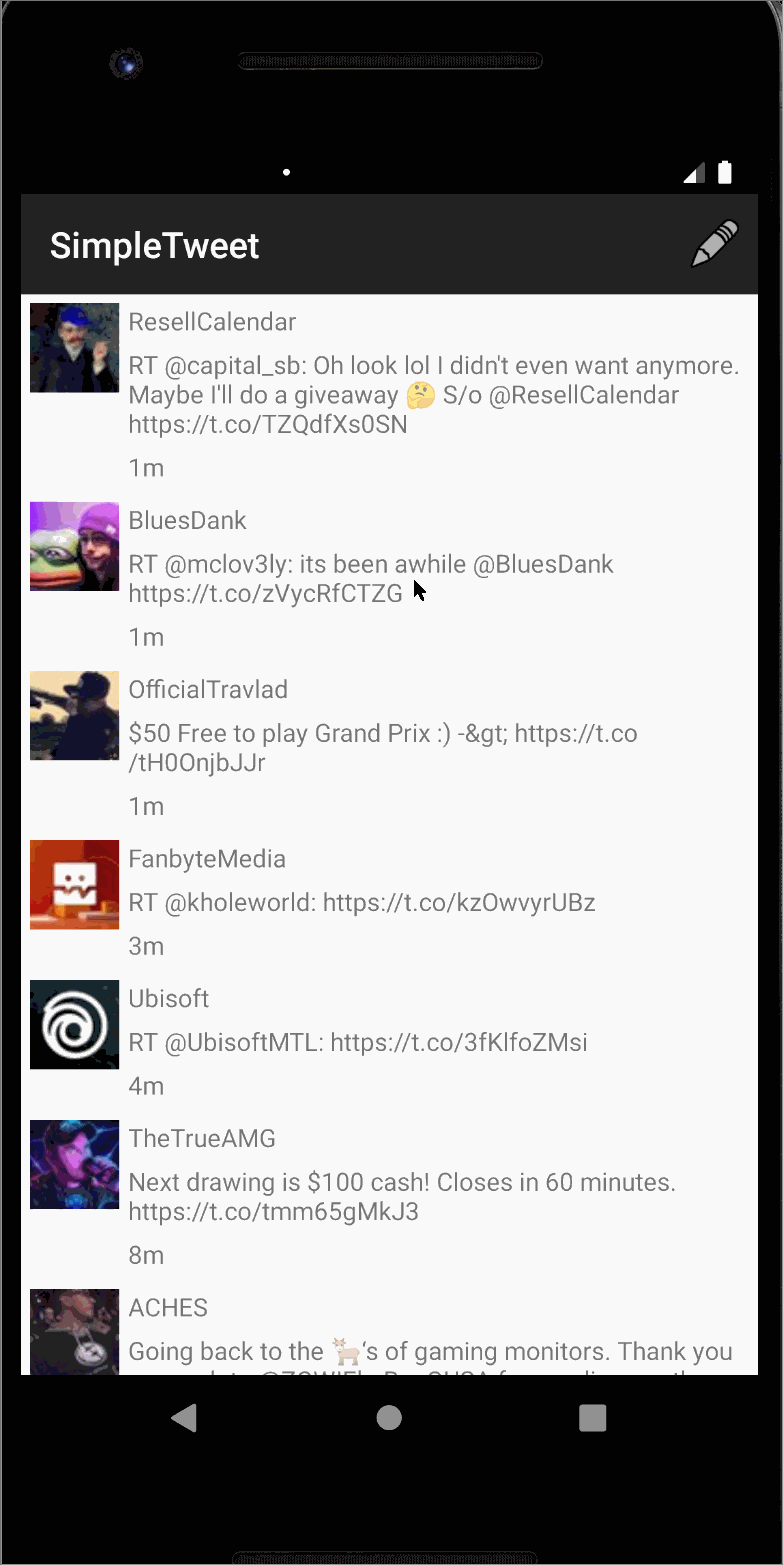 SimpleTweet
ResellCalendar
RT @capital_sb: Oh look lol I didn't even want anymore.
Maybe I'll do a giveaway 🤔 S/o @ResellCalendar
https://t.co/TZQdfXs0SN
1m
BluesDank
RT @mclov3ly: its been awhile @BluesDank
https://t.co/zVycRfCTZG
1m
OfficialTravlad
$50 Free to play Grand Prix :) -&gt; https://t.co
/tH0OnjbJJr
1m
FanbyteMedia
RT @kholeworld: https://t.co/kzOwvyrUBz
3m
Ubisoft
RT @UbisoftMTL: https://t.co/3fKlfoZMsi
4m
TheTrueAMG
Next drawing is $100 cash! Closes in 60 minutes.
https://t.co/tmm65gMkJ3
8m
ACHES
Going back to the 🐐's of gaming monitors. Thank you